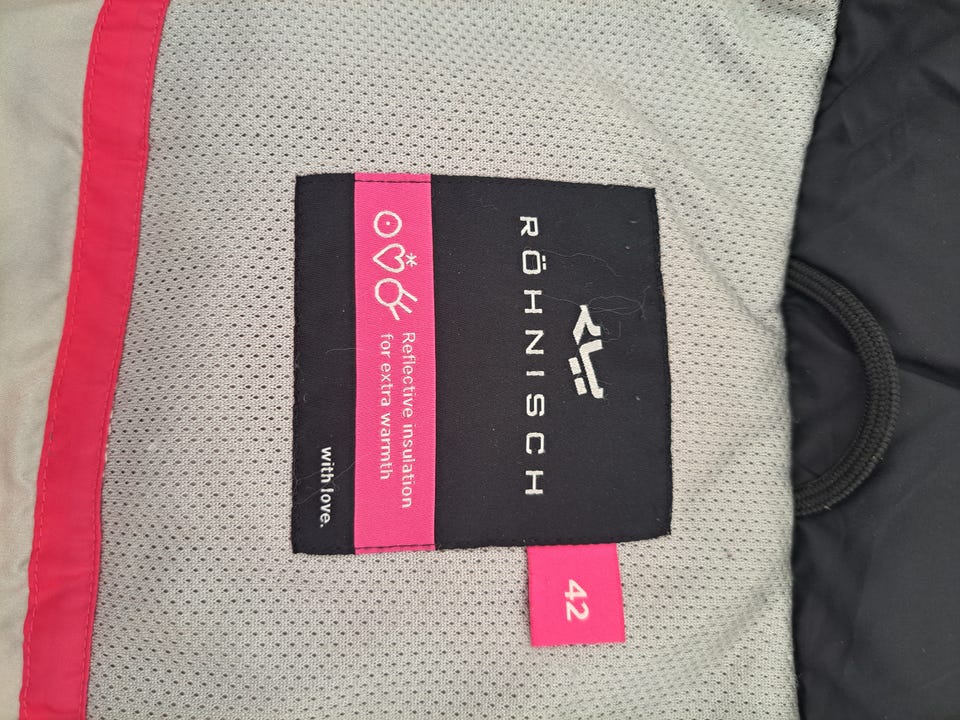 RÖHNISCH
Reflective insulation
for extra warmth
with love.
42